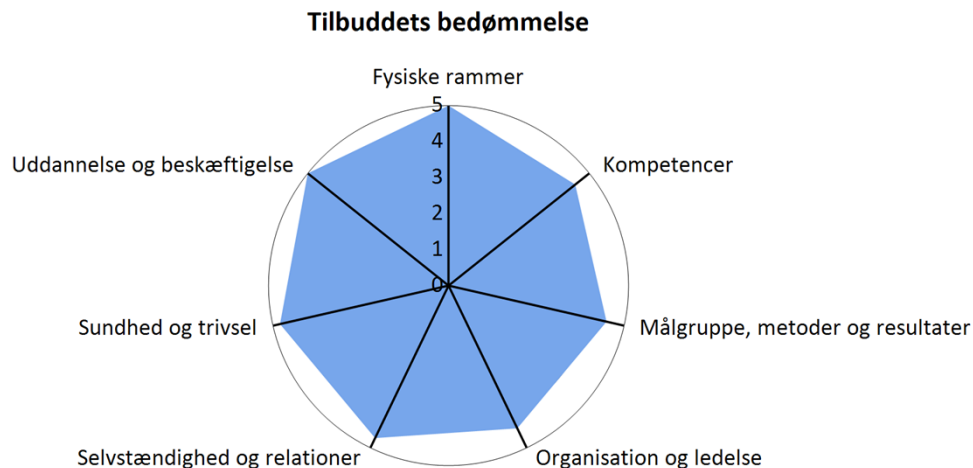 Tilbuddets bedømmelse
Fysiske rammer
5
4
3
2
1
0
Uddannelse og beskæftigelse
Kompetencer
Sundhed og trivsel
Målgruppe, metoder og resultater
Selvstændighed og relationer
Organisation og ledelse